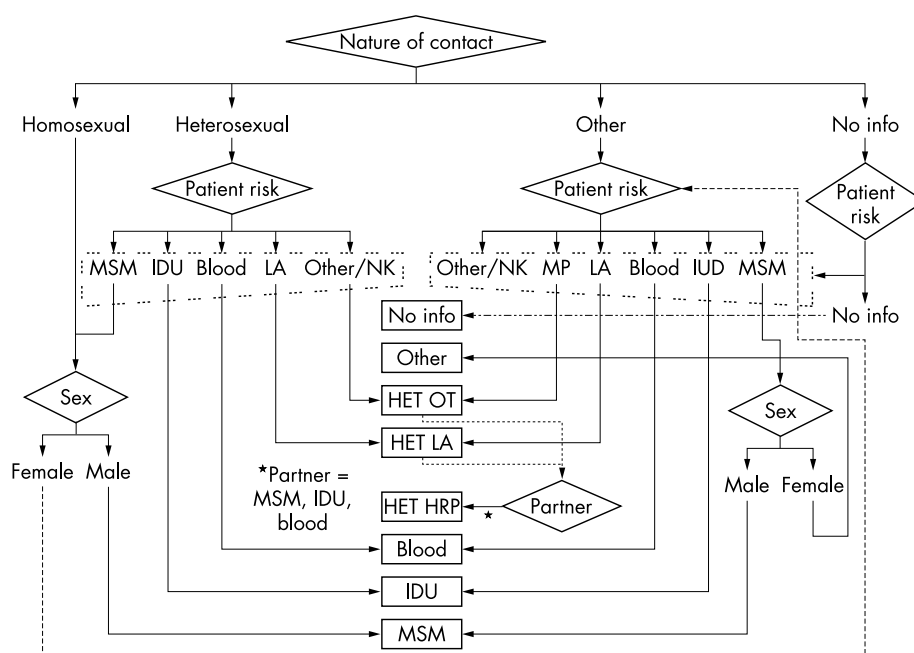 Nature of contact
Homosexual Heterosexual Other No info
Patient risk Patient risk Patient
risk
MSM IDU Blood LA Other/NK Other/NK MP LA Blood IUD MSM
No info No info
Other
Sex HET OT Sex
HET LA
Female Male Male Female
*Partner =
MSM, IDU,
blood
HET HRP * Partner
Blood
IDU
MSM